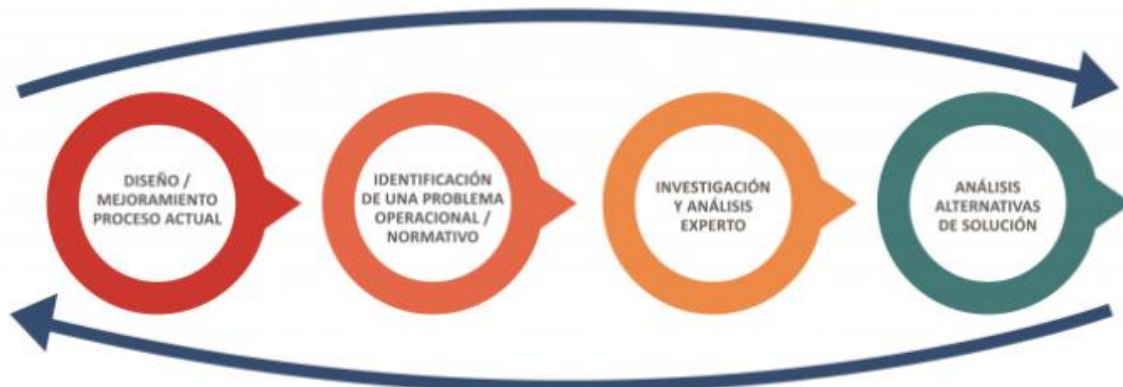 DISEÑO /
MEJORAMIENTO
PROCESO ACTUAL
IDENTIFICACIÓN
DE UNA PROBLEMA
OPERACIONAL /
NORMATIVO
INVESTIGACIÓN
Y ANÁLISIS
EXPERTO
ANÁLISIS
ALTERNATIVAS
DE SOLUCIÓN